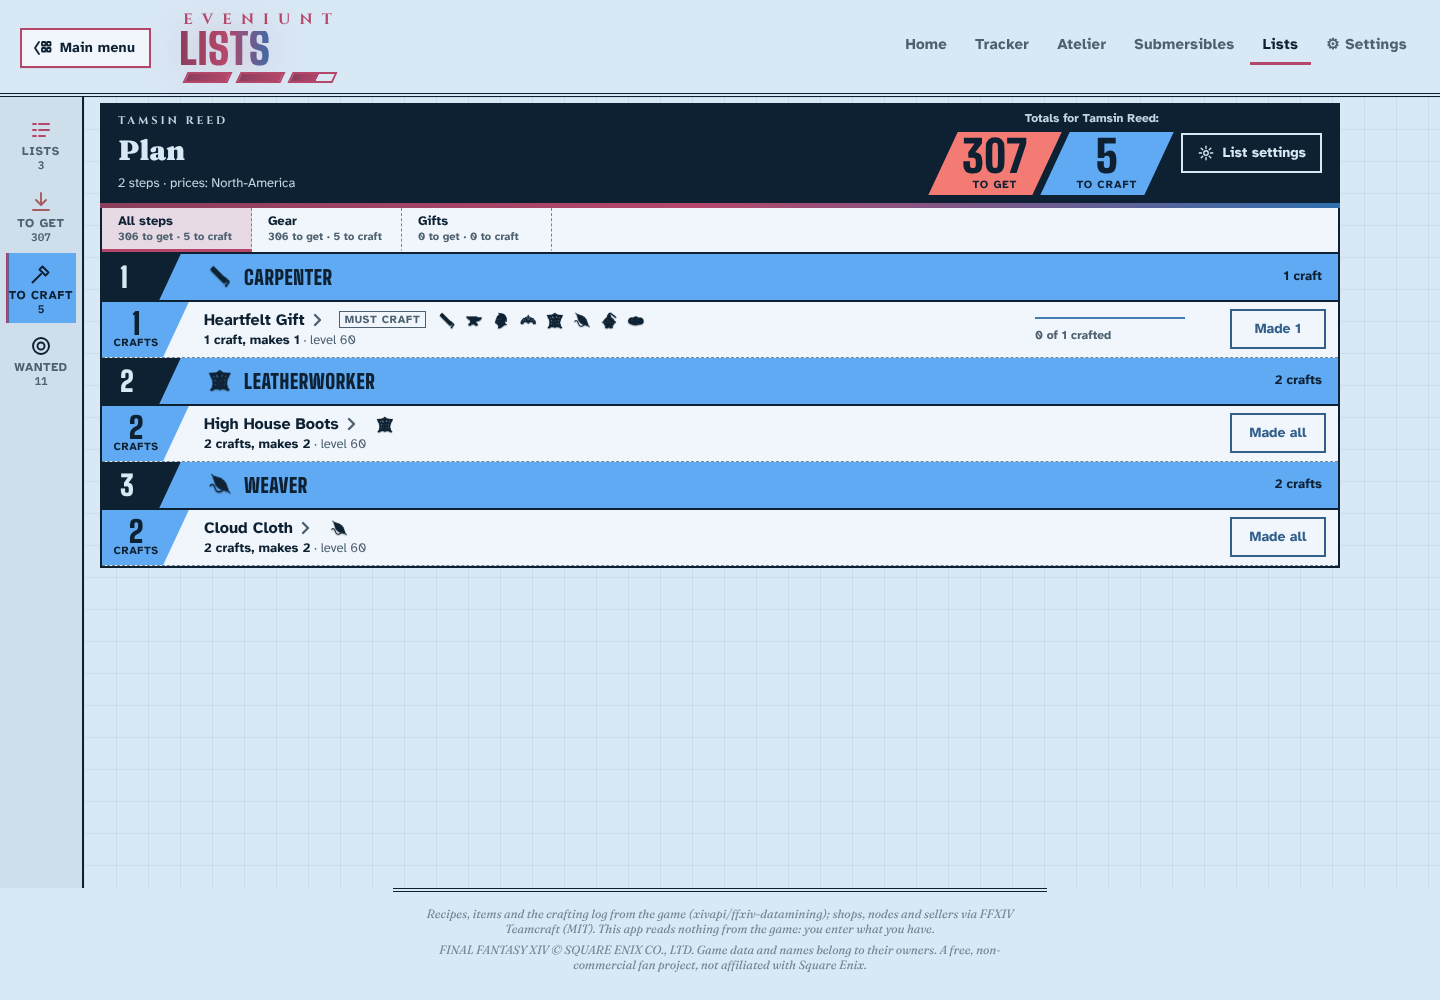 Main menu
EVENIUNT
LISTS
Home
Tracker
Atelier
Submersibles
Lists
Settings
LISTS
3
TO GET
307
TO CRAFT
5
WANTED
11
TAMSIN REED
Plan
2 steps · prices: North-America
Totals for Tamsin Reed:
307
TO GET
5
TO CRAFT
List settings
All steps
306 to get · 5 to craft
Gear
306 to get · 5 to craft
Gifts
0 to get · 0 to craft
1
CARPENTER
1 craft
1
CRAFTS
Heartfelt Gift
MUST CRAFT
1 craft, makes 1 · level 60
0 of 1 crafted
Made 1
2
LEATHERWORKER
2 crafts
2
CRAFTS
High House Boots
2 crafts, makes 2 · level 60
Made all
3
WEAVER
2 crafts
2
CRAFTS
Cloud Cloth
2 crafts, makes 2 · level 60
Made all
Recipes, items and the crafting log from the game (xivapi/ffxiv-datamining); shops, nodes and sellers via FFXIV
Teamcraft (MIT). This app reads nothing from the game: you enter what you have.
FINAL FANTASY XIV © SQUARE ENIX CO., LTD. Game data and names belong to their owners. A free, non-
commercial fan project, not affiliated with Square Enix.